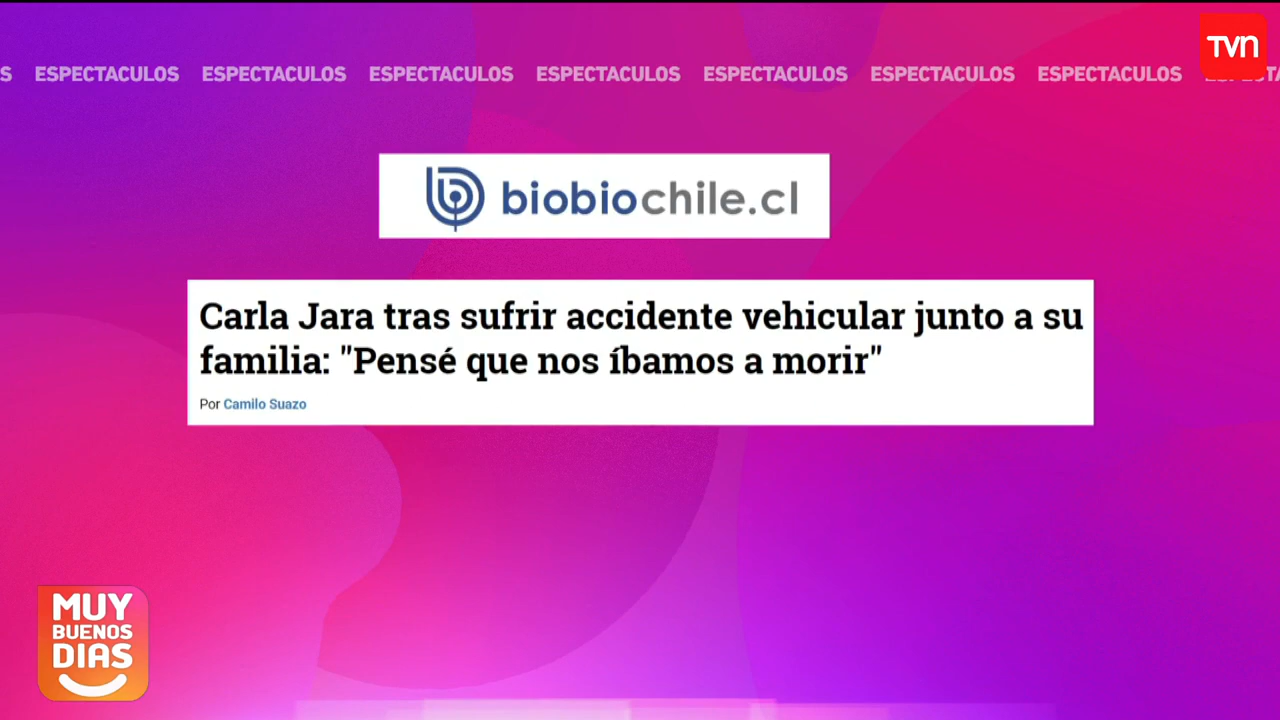 TVN
S ESPECTACULOS ESPECTACULOS ESPECTACULOS ESPECTACULOS ESPECTACULOS ESPECTACULOS ESPECTACULOS
biobiochile.cl
Carla Jara tras sufrir accidente vehicular junto a su
familia: "Pensé que nos íbamos a morir"
Por Camilo Suazo
MUY
BUENOS
DIAS